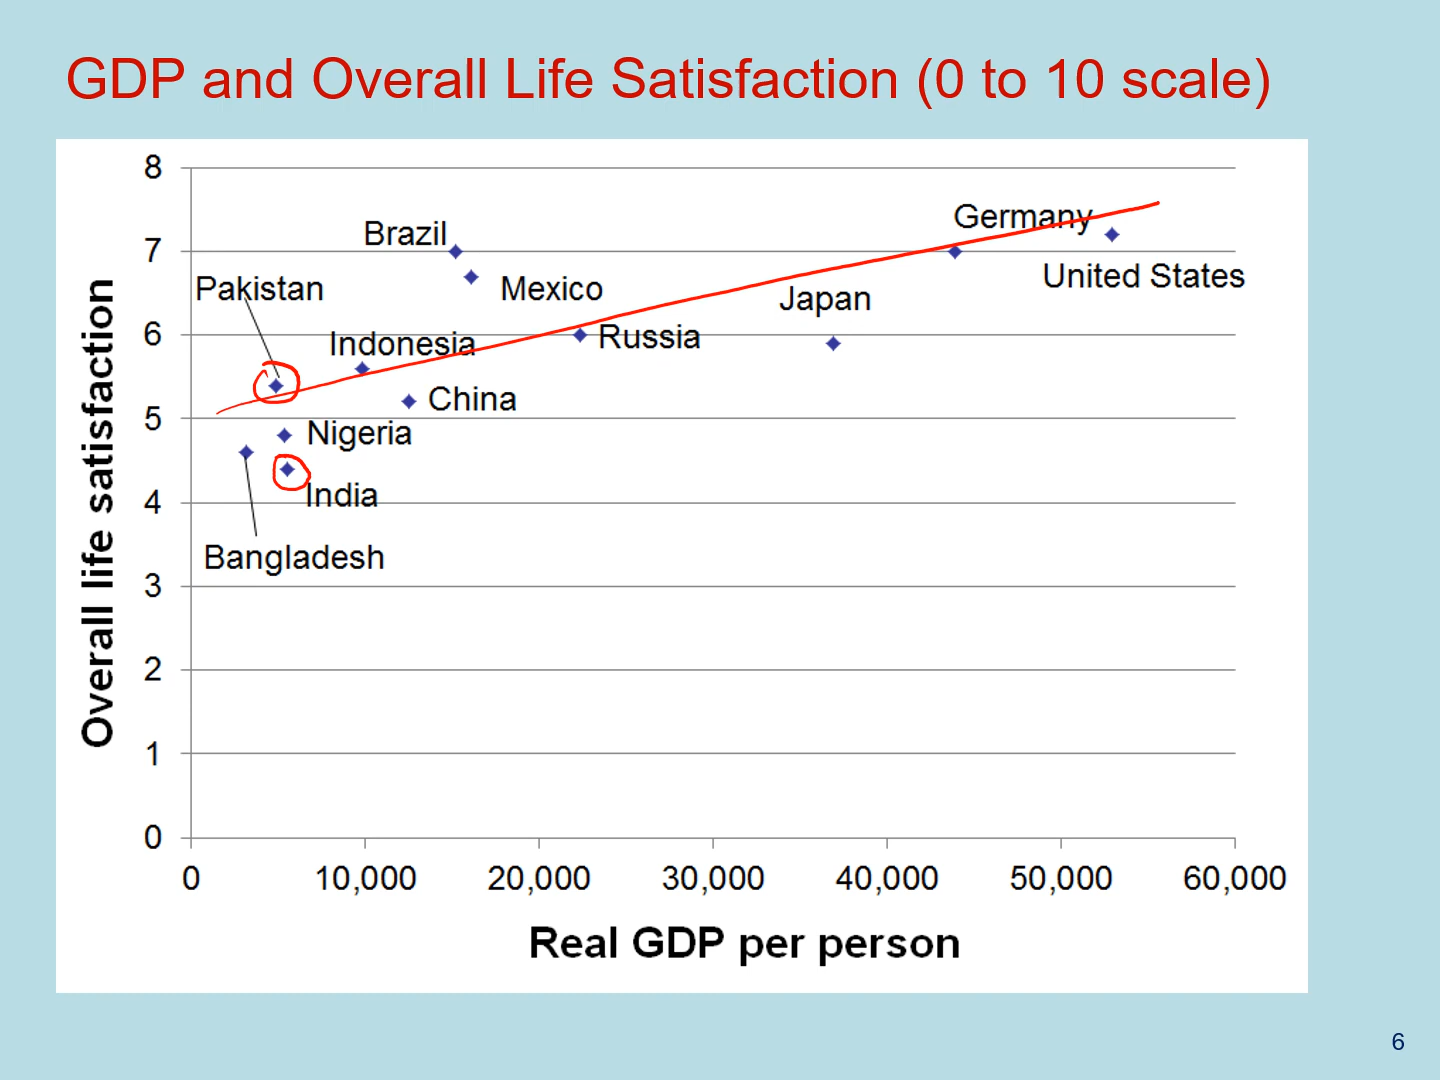 GDP and Overall Life Satisfaction (0 to 10 scale)
8
7
6
5
4
3
2
1
0
Overall life satisfaction
Brazil
Germany
Pakistan
Mexico
United States
Japan
Indonesia
Russia
China
Nigeria
India
Bangladesh
0 10,000 20,000 30,000 40,000 50,000 60,000
Real GDP per person
6